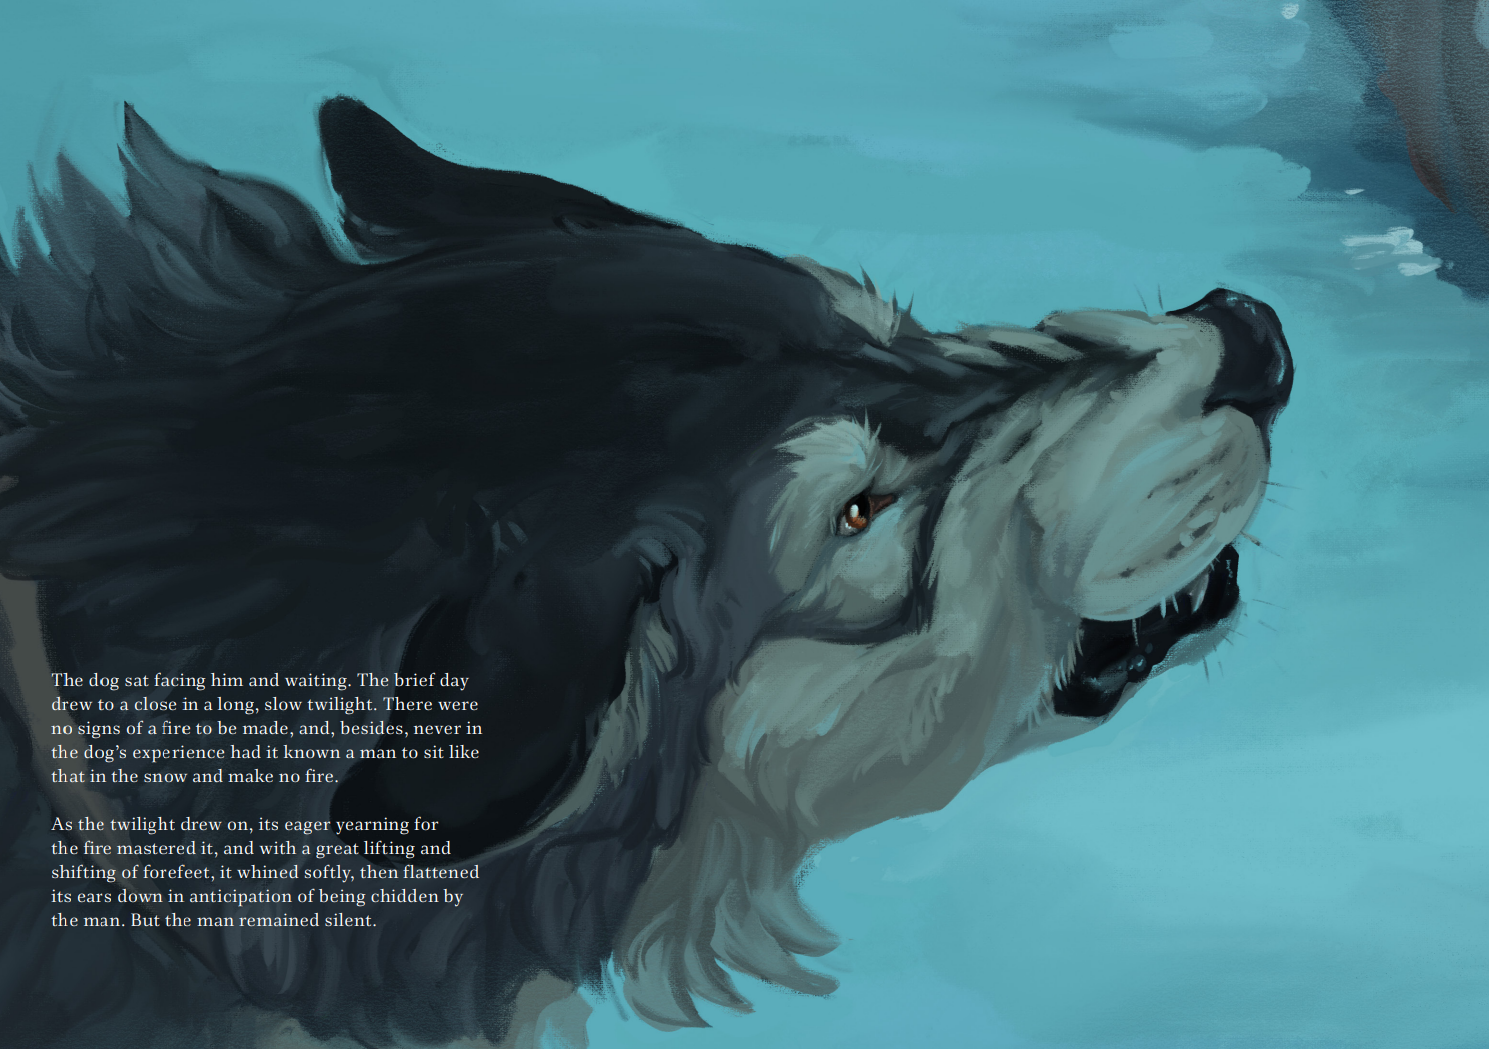 The dog sat facing him and waiting. The brief day
drew to a close in a long, slow twilight. There were
no signs of a fire to be made, and, besides, never in
the dog’s experience had it known a man to sit like
that in the snow and make no fire.
As the twilight drew on, its eager yearning for
the fire mastered it, and with a great lifting and
shifting of forefeet, it whined softly, then flattened
its ears down in anticipation of being chidden by
the man. But the man remained silent.